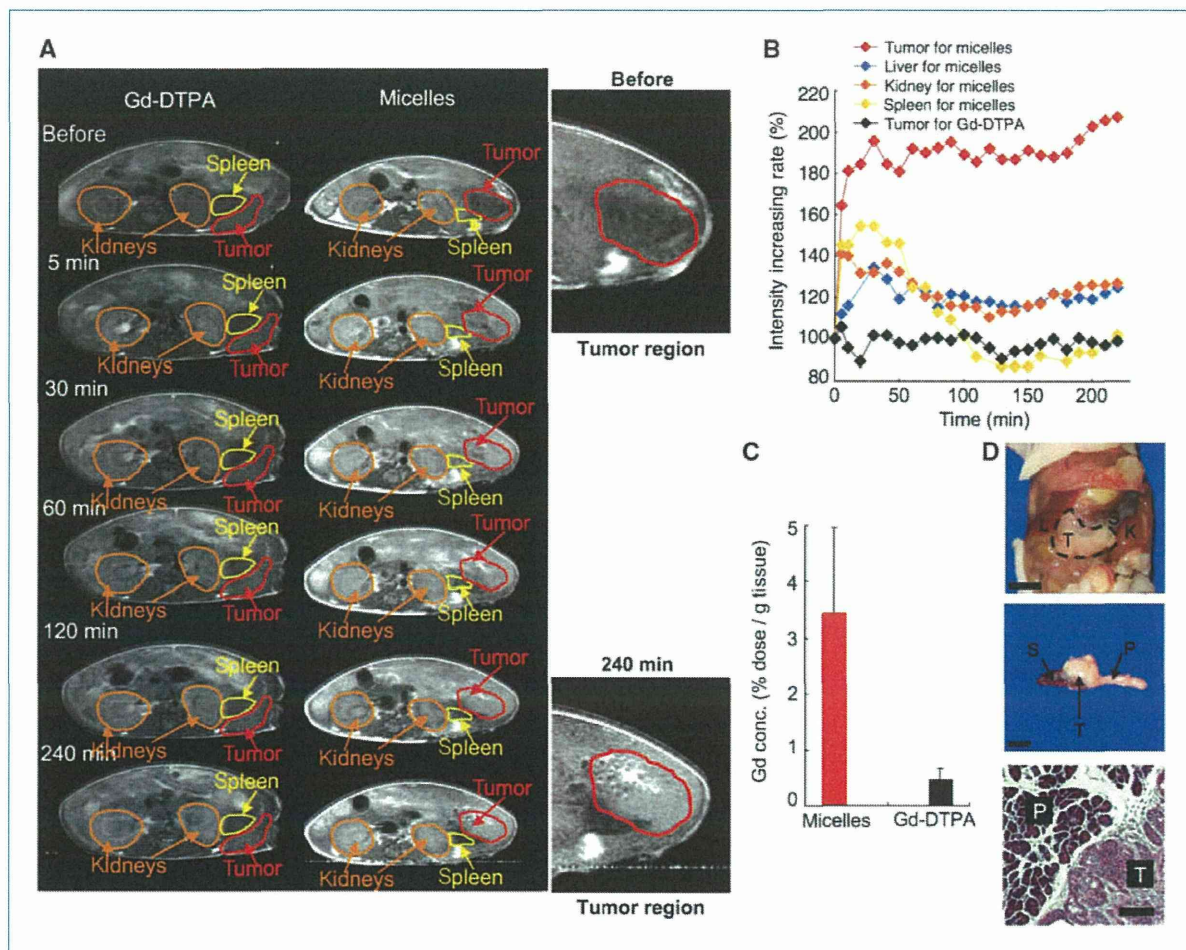 A
Gd-DTPA
Micelles
Before
Spleen
Kidneys
Tumor
Tumor
Kidneys
Spleen
5 min
Spleen
Kidneys
Tumor
Tumor
Kidneys
Spleen
30 min
Spleen
Kidneys
Tumor
Tumor
Kidneys
Spleen
60 min
Spleen
Kidneys
Tumor
Tumor
Kidneys
Spleen
120 min
Spleen
Kidneys
Tumor
Tumor
Kidneys
Spleen
240 min
Spleen
Kidneys
Tumor
Tumor
Kidneys
Spleen
Before
Tumor region
240 min
Tumor region
B
Tumor for micelles
Liver for micelles
Kidney for micelles
Spleen for micelles
Tumor for Gd-DTPA
Intensity increasing rate (%)
220
200
180
160
140
120
100
80
0 50 100 150 200
Time (min)
C
Gd conc. (% dose / g tissue)
5
4
3
2
1
0
Micelles Gd-DTPA
D
L S
T K
S P
T
P
T